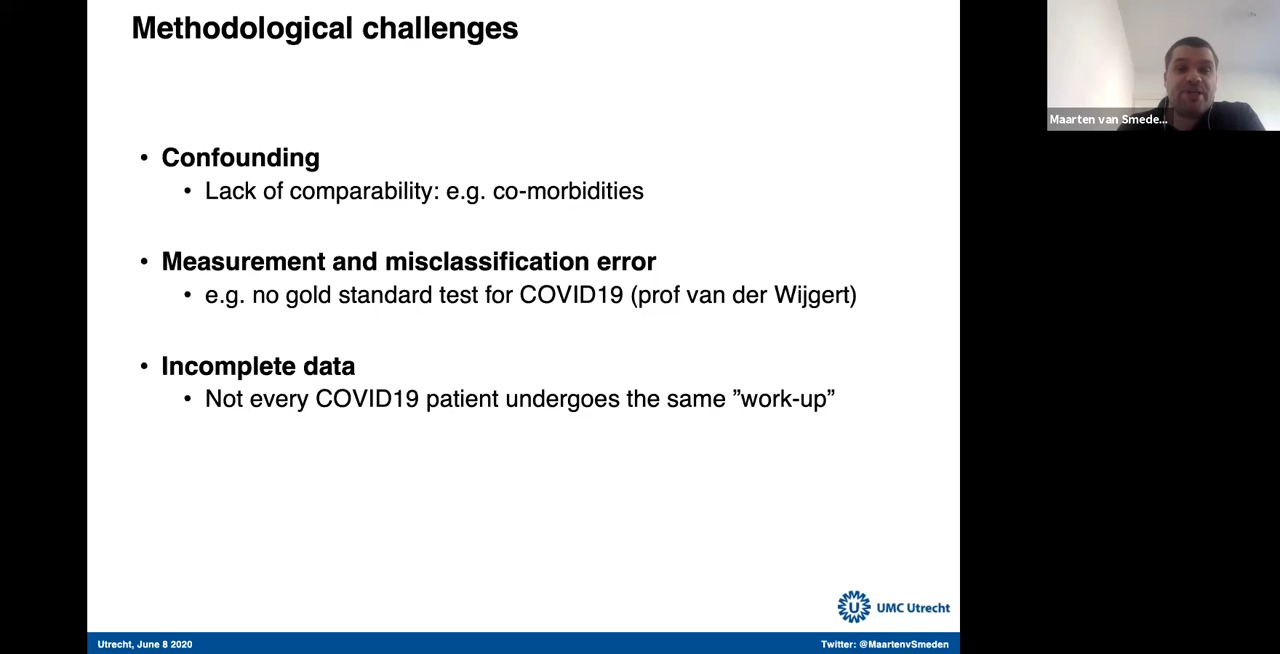 Methodological challenges
Maarten van Smede...
• Confounding
• Lack of comparability: e.g. co-morbidities
• Measurement and misclassification error
• e.g. no gold standard test for COVID19 (prof van der Wijgert)
• Incomplete data
• Not every COVID19 patient undergoes the same ”work-up”
U UMC Utrecht
Utrecht, June 8 2020
Twitter: @MaartenvSmeden